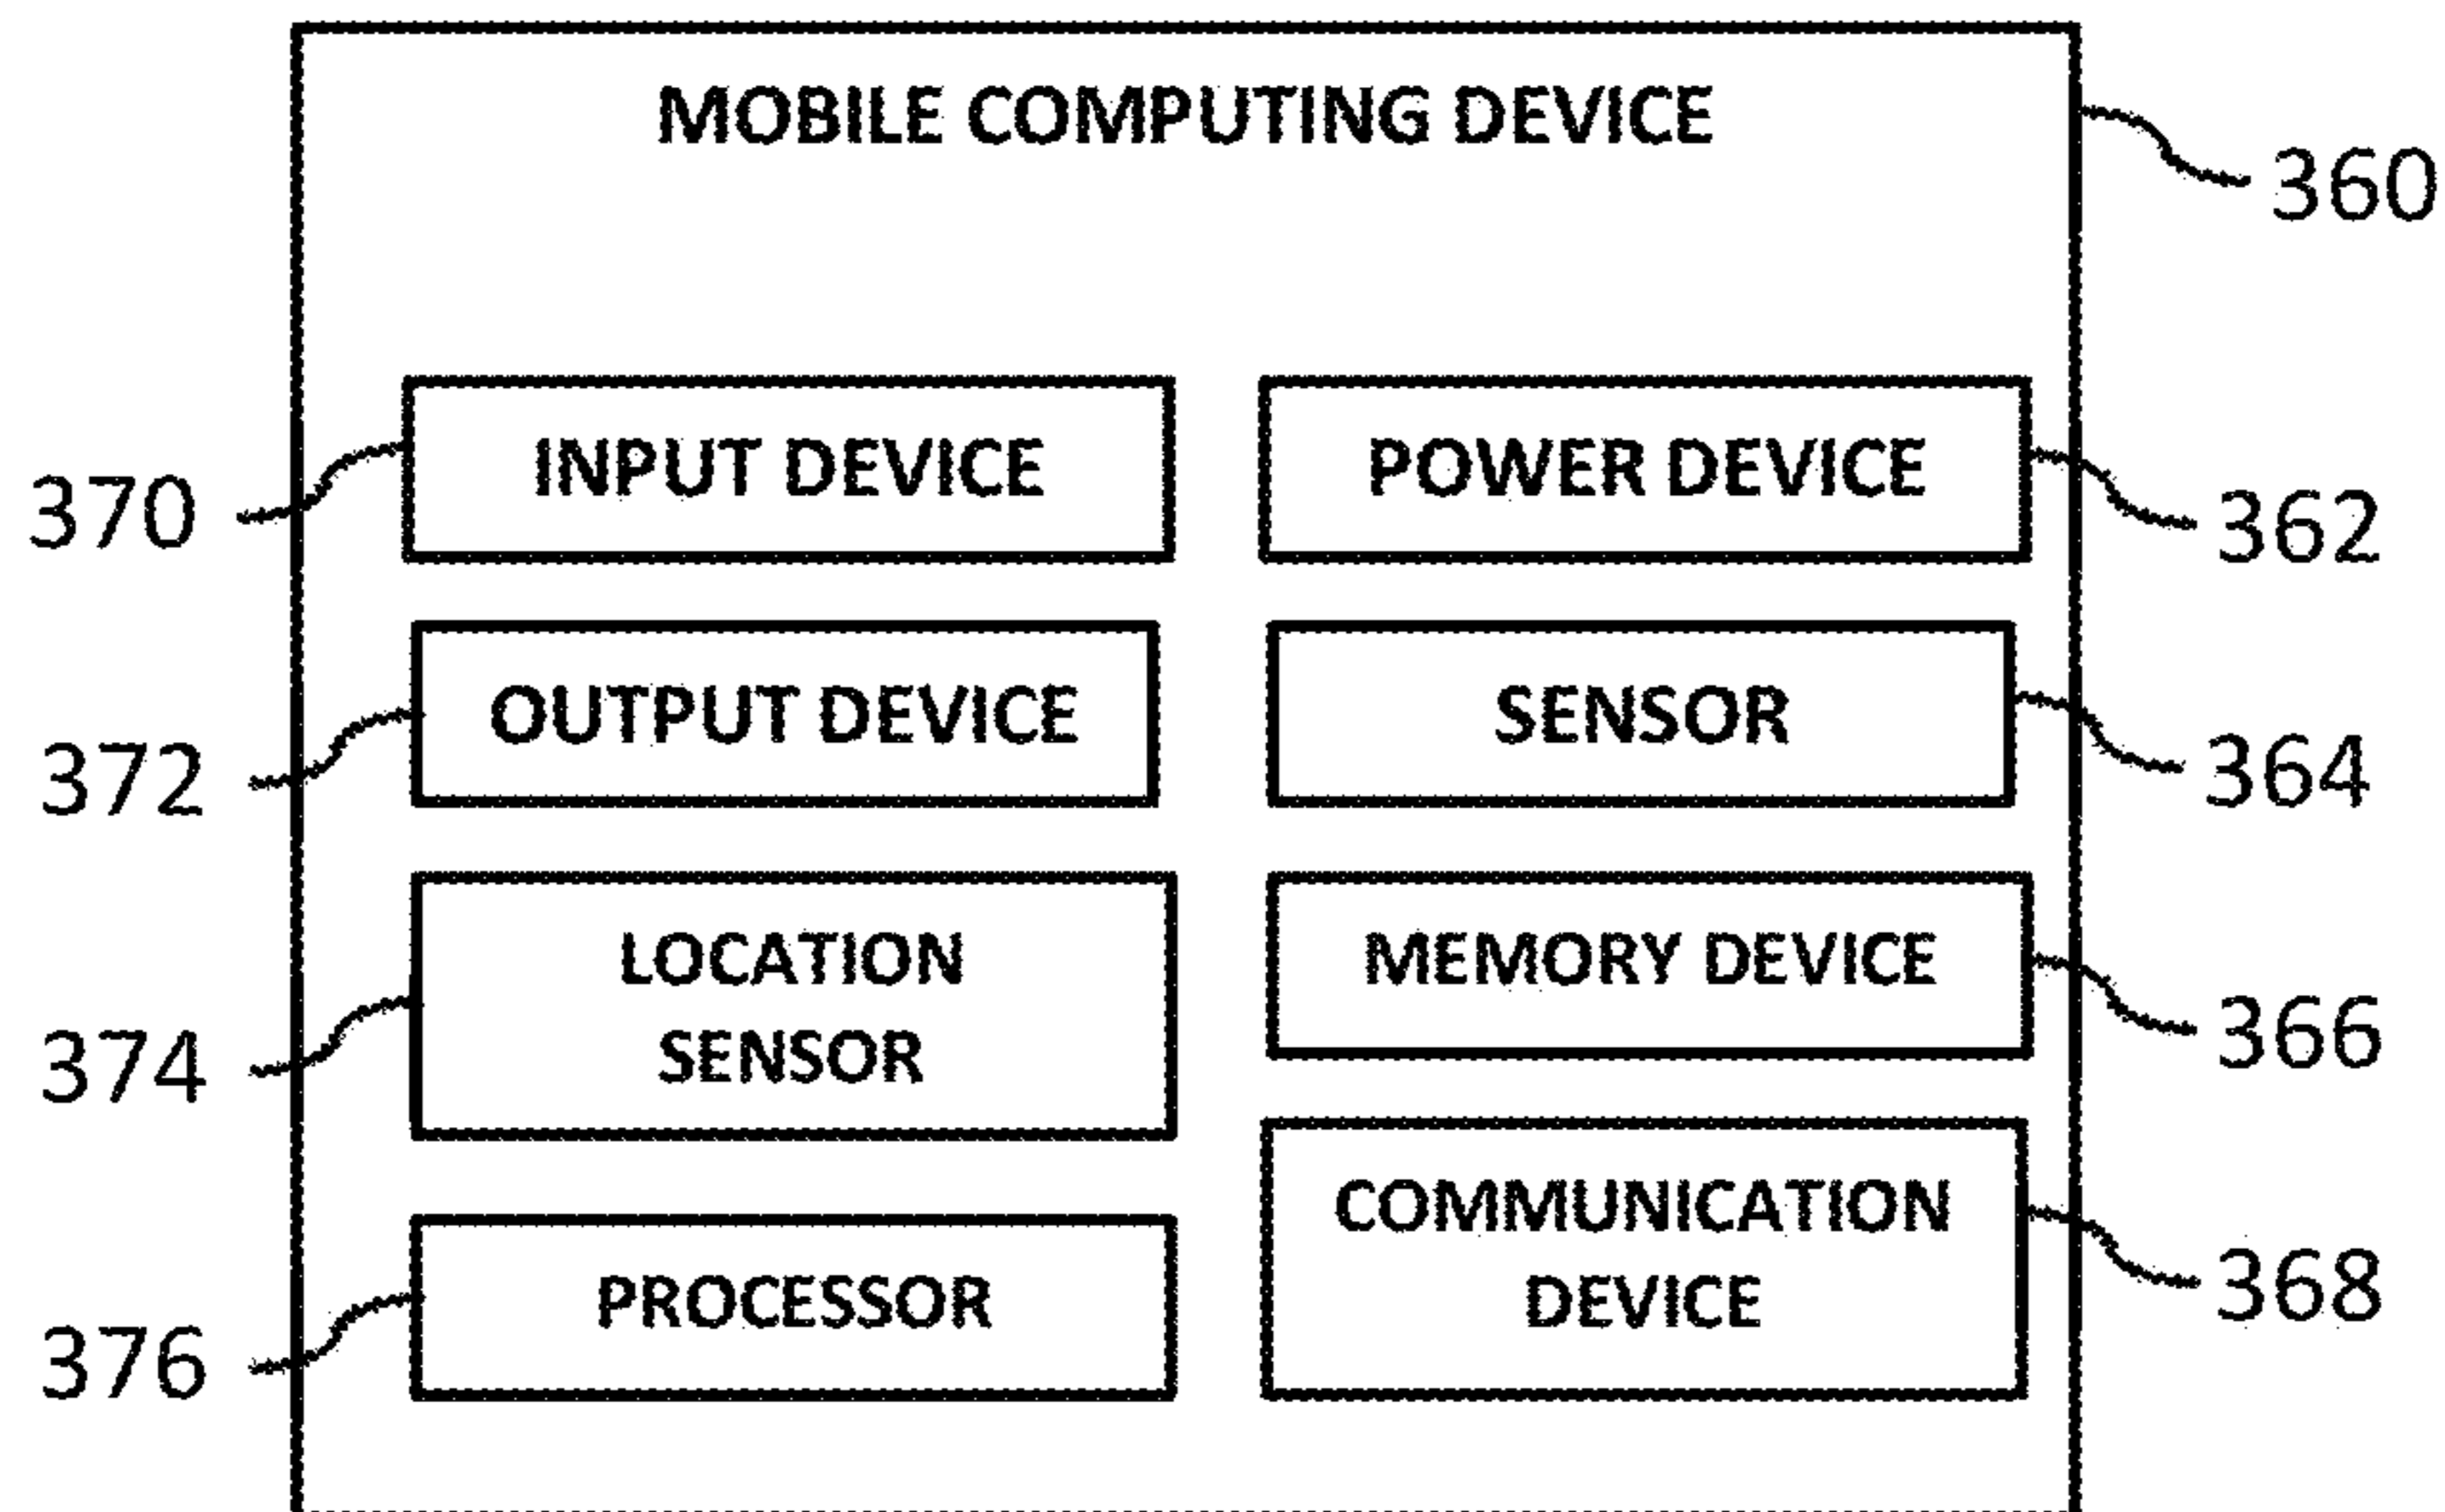 MOBILE COMPUTING DEVICE
360
INPUT DEVICE
370
POWER DEVICE
362
OUTPUT DEVICE
372
SENSOR
364
LOCATION
SENSOR
374
MEMORY DEVICE
366
PROCESSOR
376
COMMUNICATION
DEVICE
368